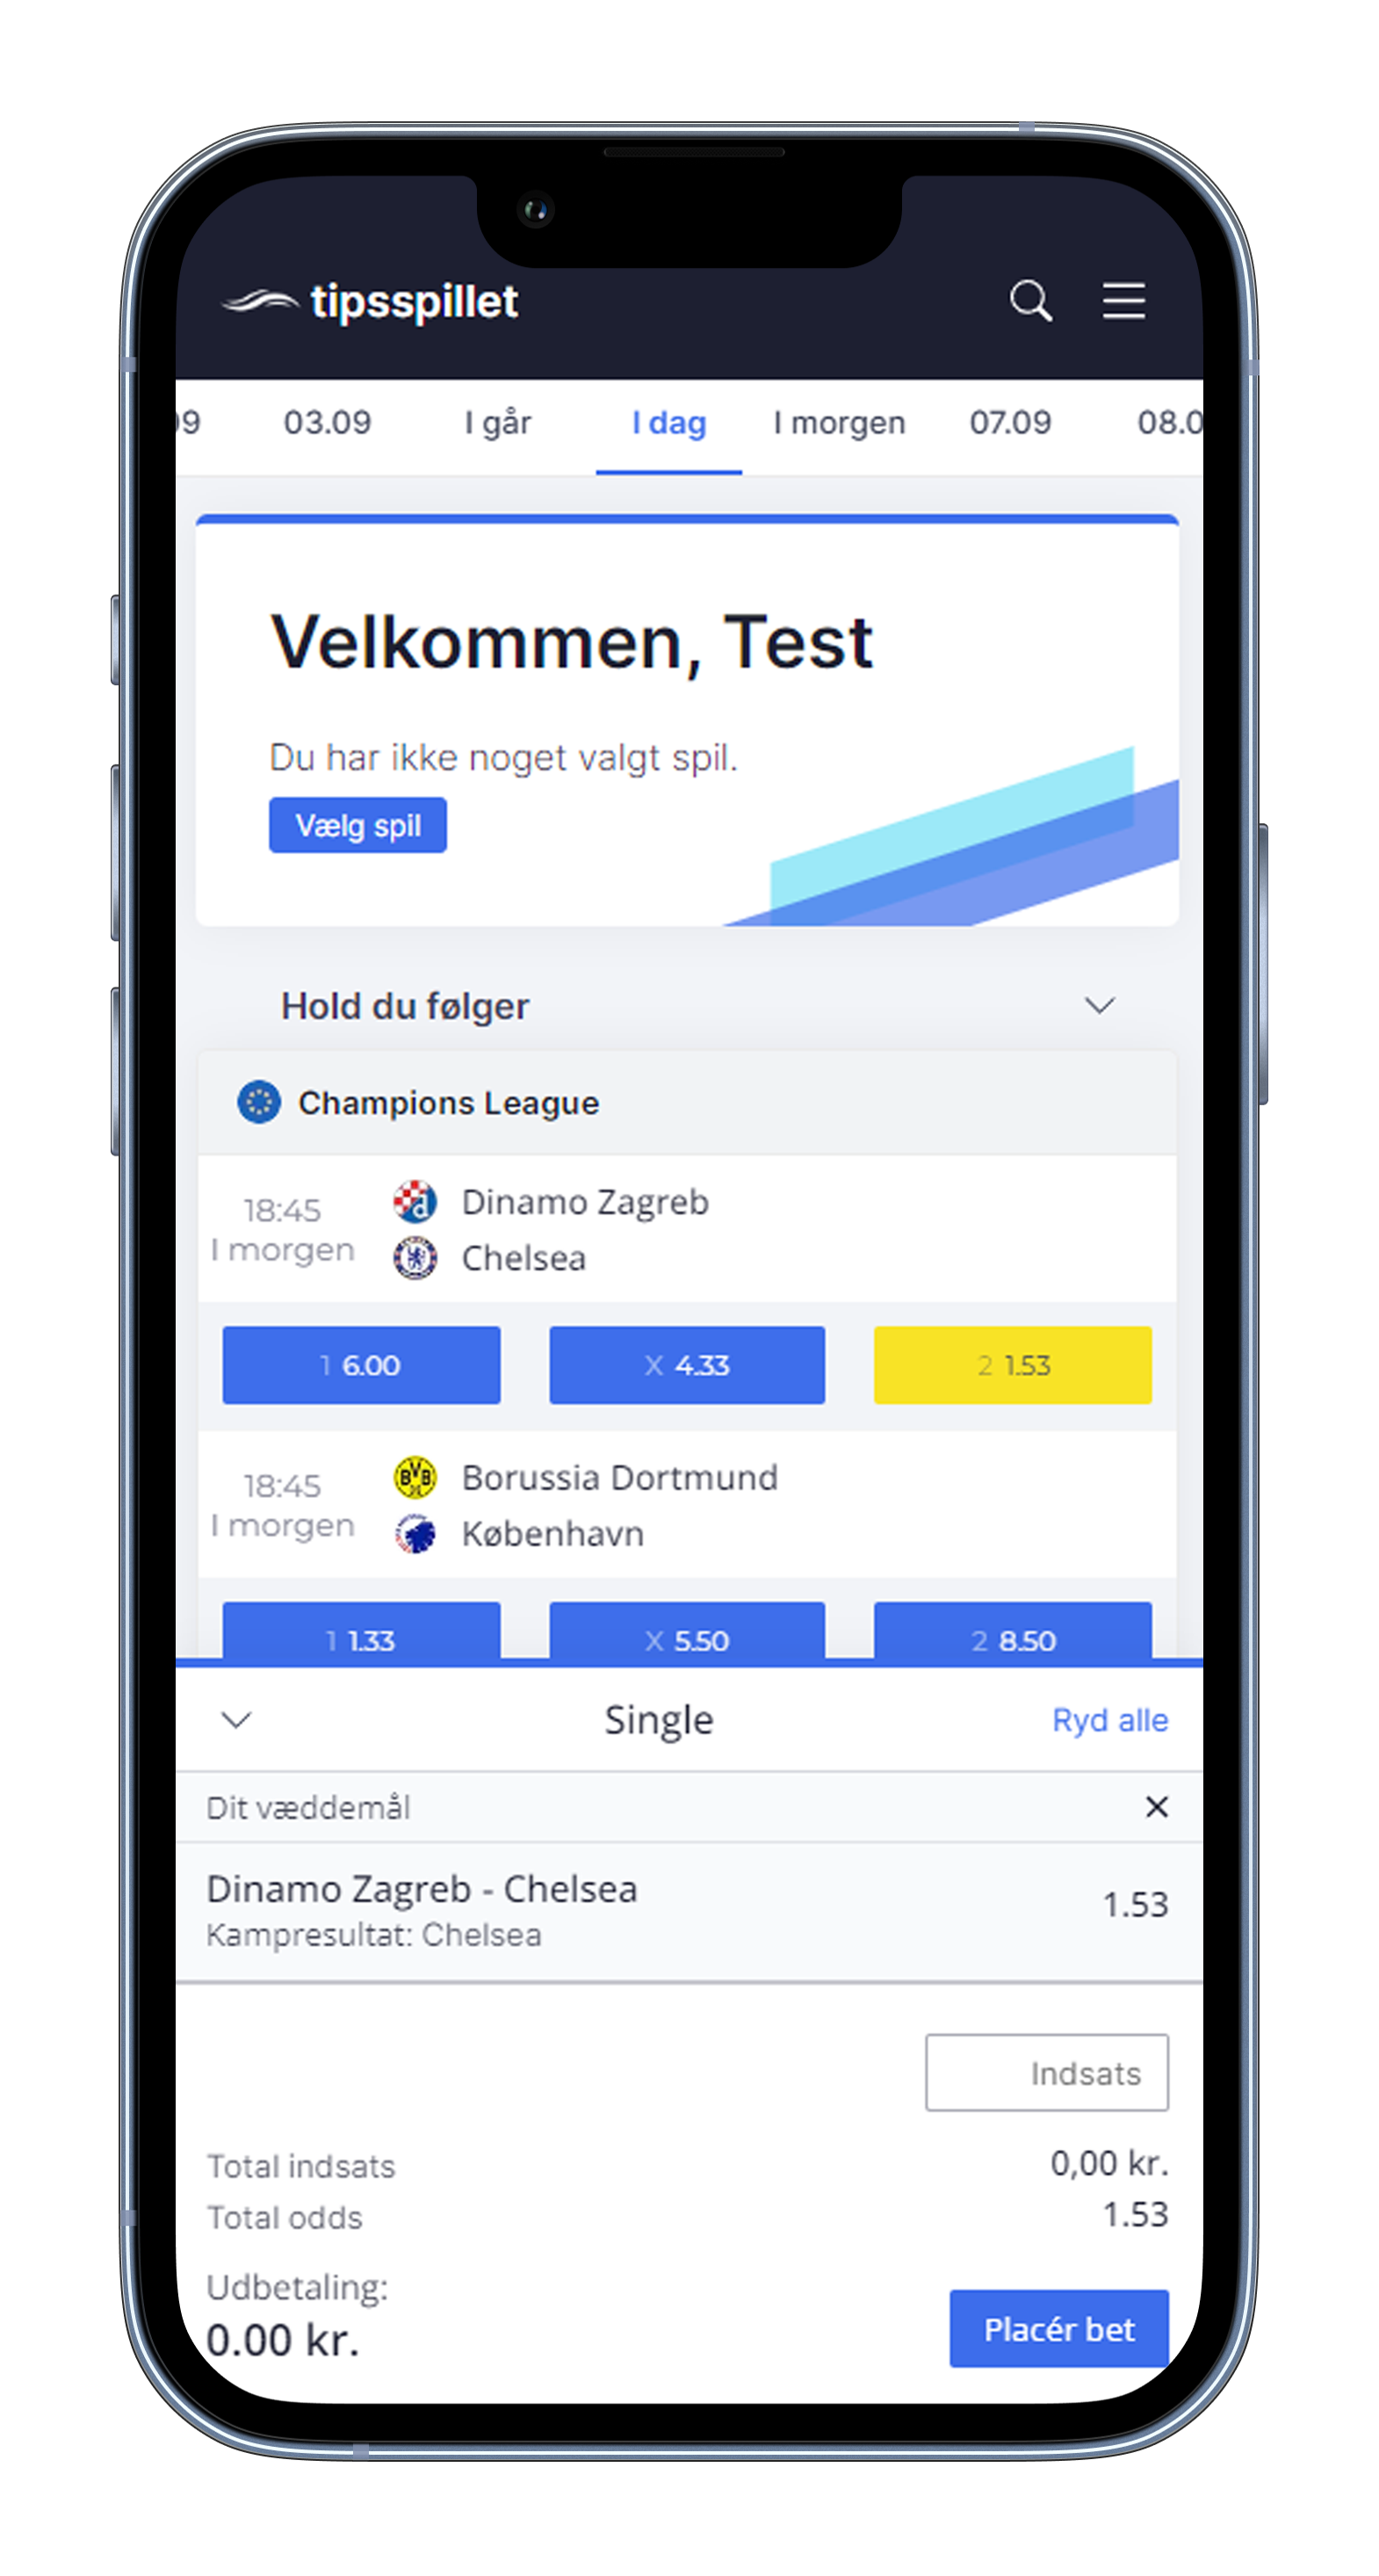 tipsspillet
09 03.09 I går I dag I morgen 07.09 08.0
Velkommen, Test
Du har ikke noget valgt spil.
Vælg spil
Hold du følger
Champions League
18:45
I morgen
Dinamo Zagreb
Chelsea
1 6.00 X 4.33 2 1.53
18:45
I morgen
BVB
Borussia Dortmund
København
1 1.33 X 5.50 2 8.50
Single Ryd alle
Dit væddemål
Dinamo Zagreb - Chelsea 1.53
Kampresultat: Chelsea
Indsats
Total indsats 0,00 kr.
Total odds 1.53
Udbetaling:
0.00 kr.
Placér bet